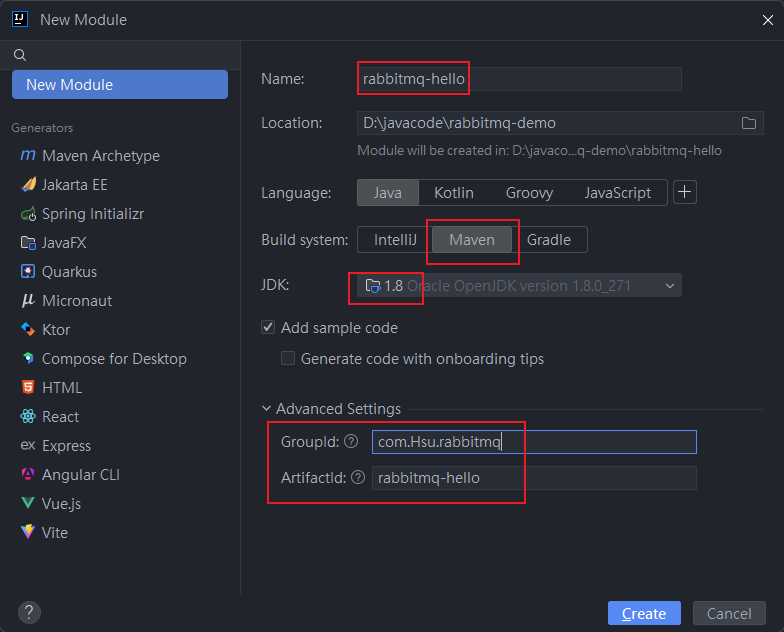 New Module
New Module
Generators
Maven Archetype
Jakarta EE
Spring Initializr
JavaFX
Quarkus
Micronaut
Ktor
Compose for Desktop
HTML
React
Express
Angular CLI
Vue.js
Vite
Name: rabbitmq-hello
Location: D:\javacode\rabbitmq-demo
Module will be created in: D:\javaco...q-demo\rabbitmq-hello
Language: Java Kotlin Groovy JavaScript +
Build system: IntelliJ Maven Gradle
JDK: 1.8 Oracle OpenJDK version 1.8.0_271
Add sample code
Generate code with onboarding tips
Advanced Settings
GroupId: ? com.Hsu.rabbitmq
ArtifactId: ? rabbitmq-hello
? Create Cancel